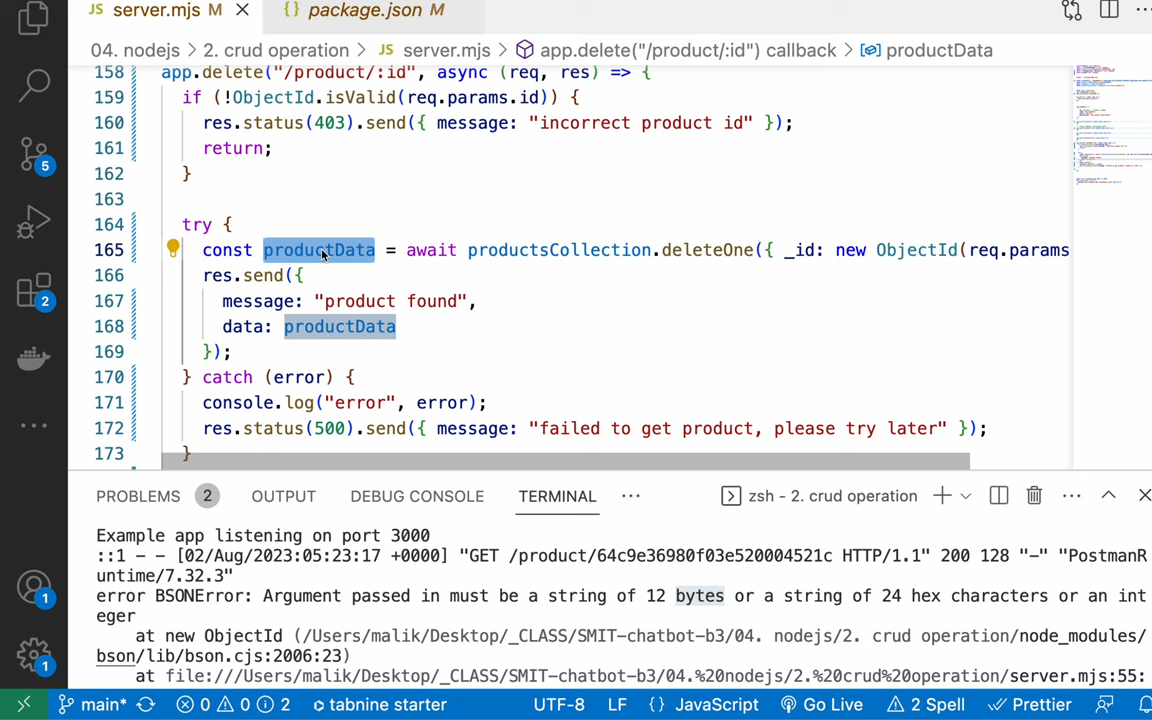 JS server.mjs M × {} package.json M
04. nodejs > 2. crud operation > JS server.mjs > app.delete("/product/:id") callback > productData
158 app.delete("/product/:id", async (req, res) => {
159 if (!ObjectId.isValid(req.params.id)) {
160 res.status(403).send({ message: "incorrect product id" });
161 return;
162 }
163
164 try {
165 const productData = await productsCollection.deleteOne({ _id: new ObjectId(req.params
166 res.send({
167 message: "product found",
168 data: productData
169 });
170 } catch (error) {
171 console.log("error", error);
172 res.status(500).send({ message: "failed to get product, please try later" });
173 }
5
2
1
1
PROBLEMS 2 OUTPUT DEBUG CONSOLE TERMINAL ··· zsh - 2. crud operation
Example app listening on port 3000
::1 - - [02/Aug/2023:05:23:17 +0000] "GET /product/64c9e36980f03e520004521c HTTP/1.1" 200 128 "-" "PostmanR
untime/7.32.3"
error BSONError: Argument passed in must be a string of 12 bytes or a string of 24 hex characters or an int
eger
at new ObjectId (/Users/malik/Desktop/_CLASS/SMIT-chatbot-b3/04. nodejs/2. crud operation/node_modules/
bson/lib/bson.cjs:2006:23)
at file:///Users/malik/Desktop/_CLASS/SMIT-chatbot-b3/04.%20nodejs/2.%20crud%20operation/server.mjs:55:
main* 0 0 2 tabnine starter UTF-8 LF {} JavaScript Go Live 2 Spell Prettier